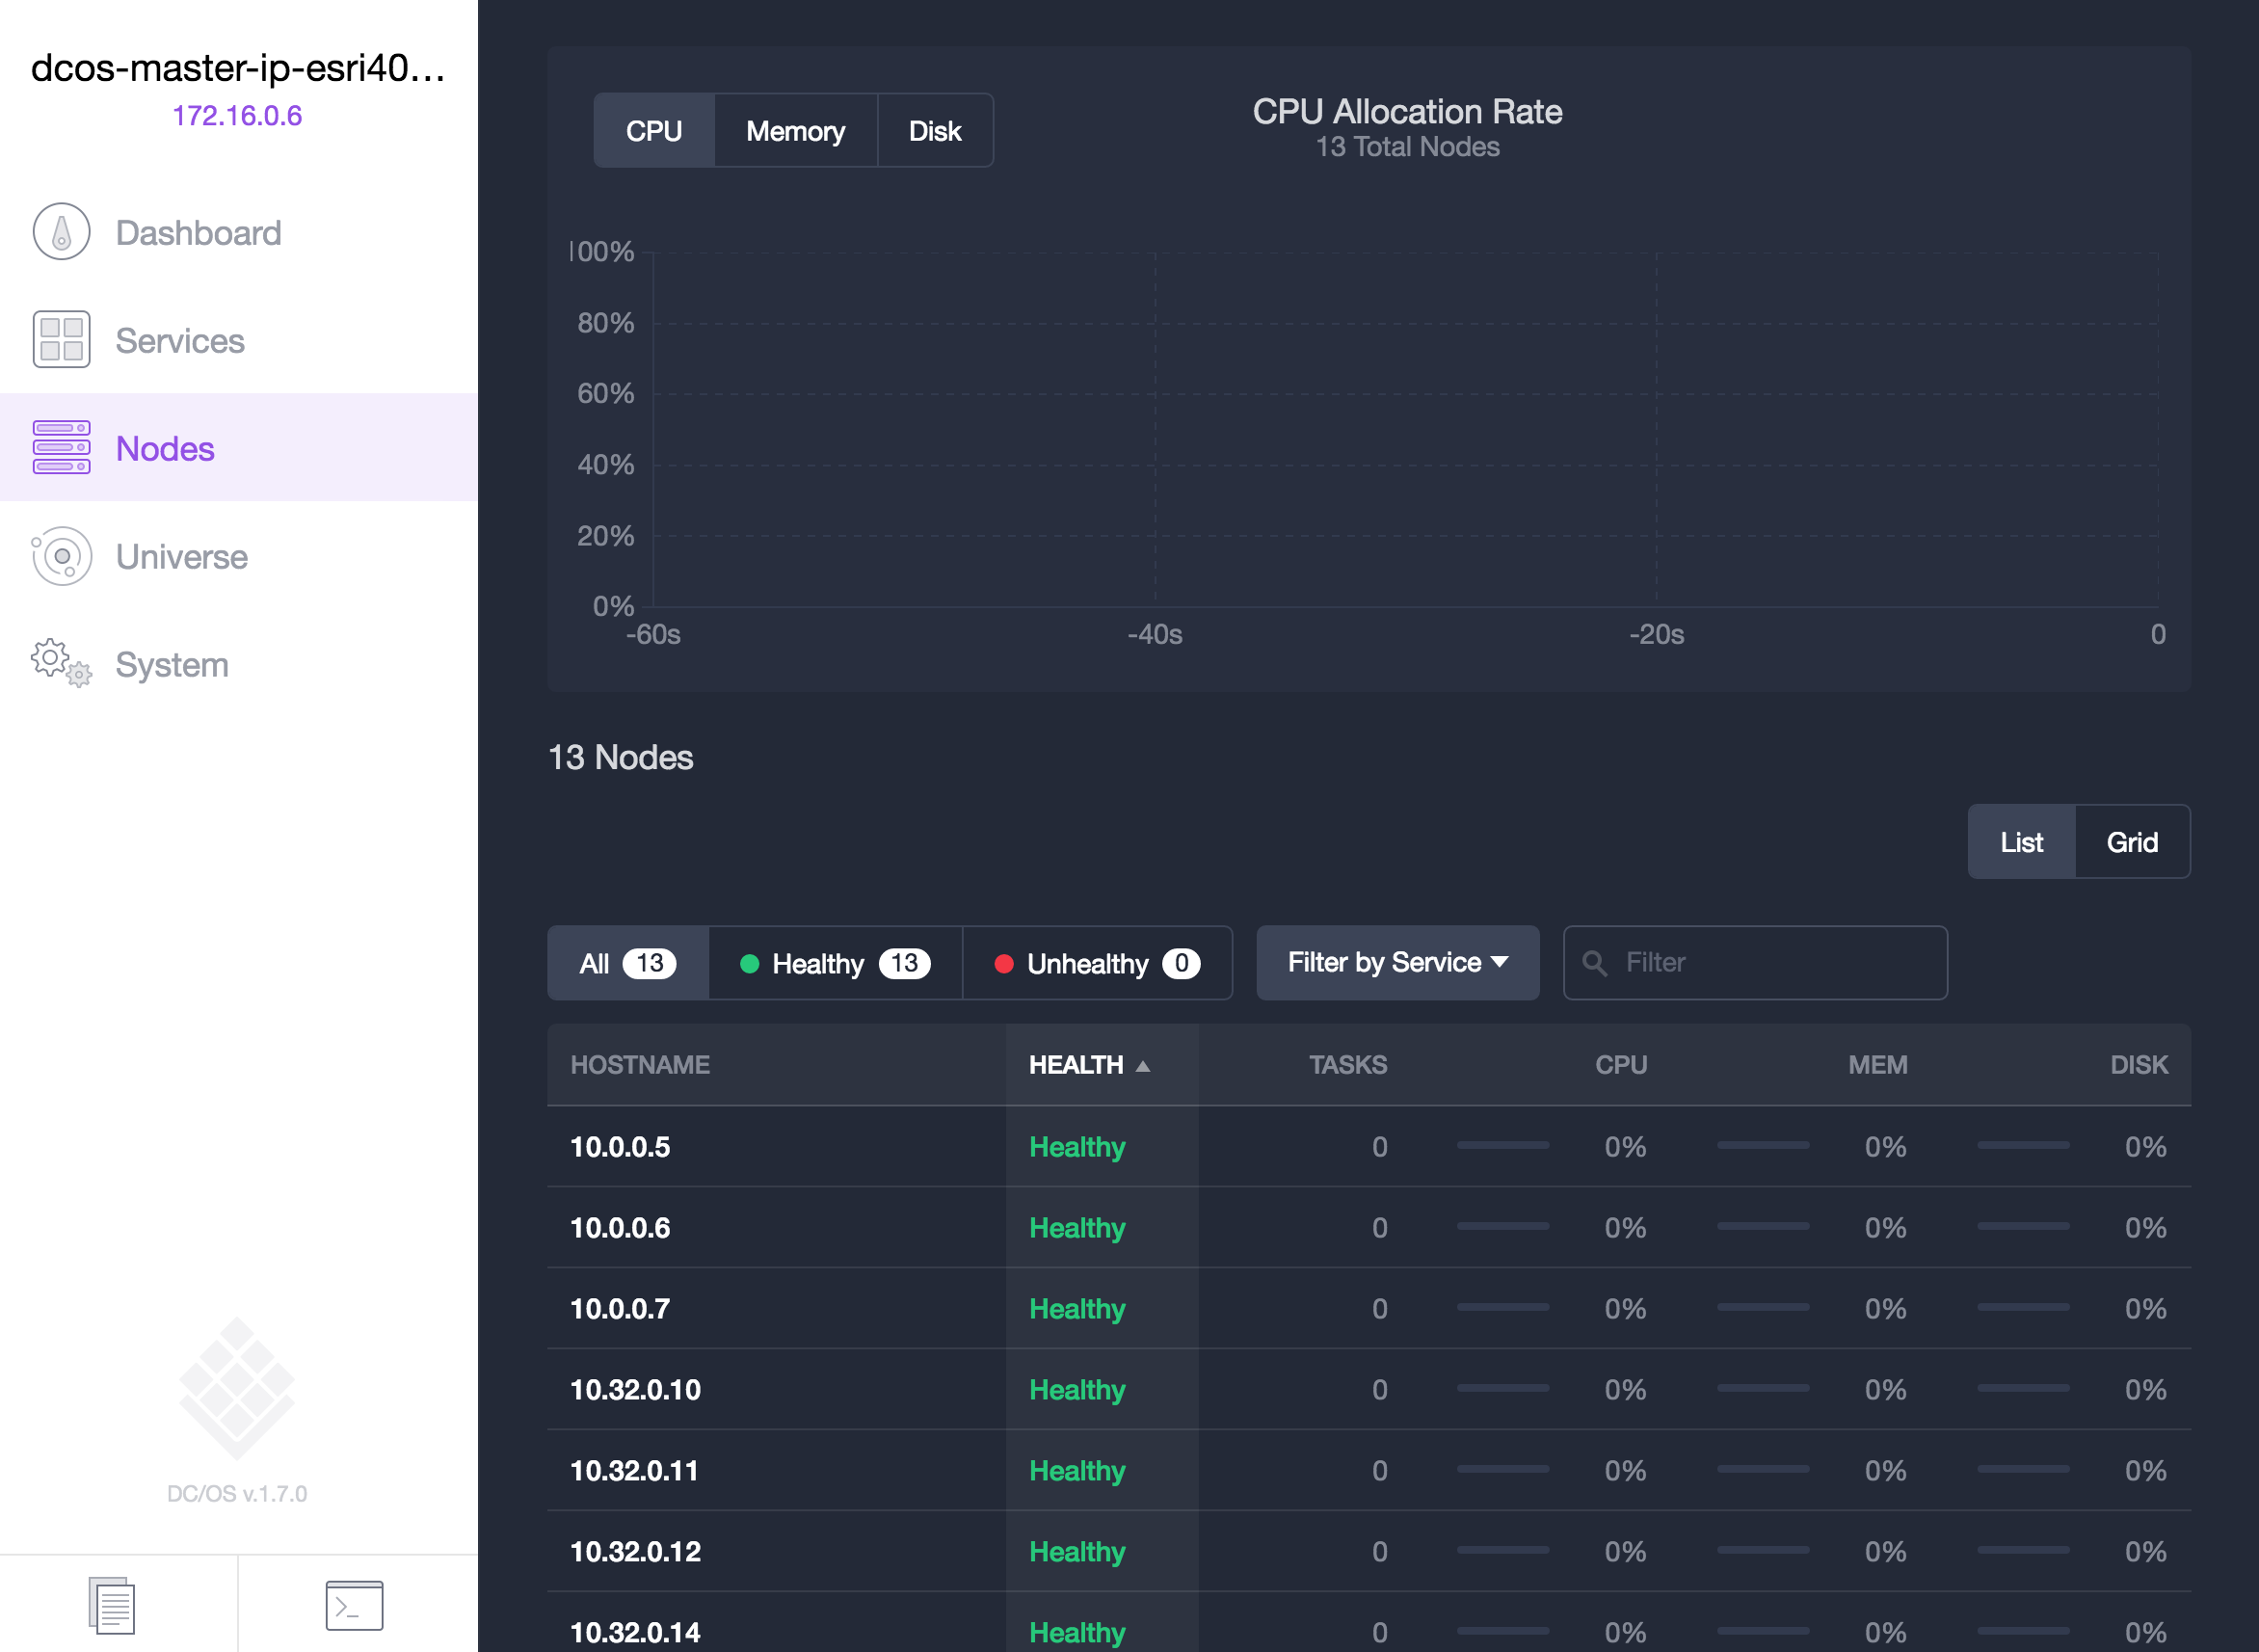 dcos-master-ip-esri40...
172.16.0.6
Dashboard
Services
Nodes
Universe
System
DC/OS v.1.7.0
CPU Memory Disk
CPU Allocation Rate
13 Total Nodes
100%
80%
60%
40%
20%
0%
-60s -40s -20s 0
13 Nodes
List Grid
All 13 Healthy 13 Unhealthy 0 Filter by Service Filter
HOSTNAME HEALTH TASKS CPU MEM DISK
10.0.0.5 Healthy 0 0% 0% 0%
10.0.0.6 Healthy 0 0% 0% 0%
10.0.0.7 Healthy 0 0% 0% 0%
10.32.0.10 Healthy 0 0% 0% 0%
10.32.0.11 Healthy 0 0% 0% 0%
10.32.0.12 Healthy 0 0% 0% 0%
10.32.0.14 Healthy 0 0% 0% 0%